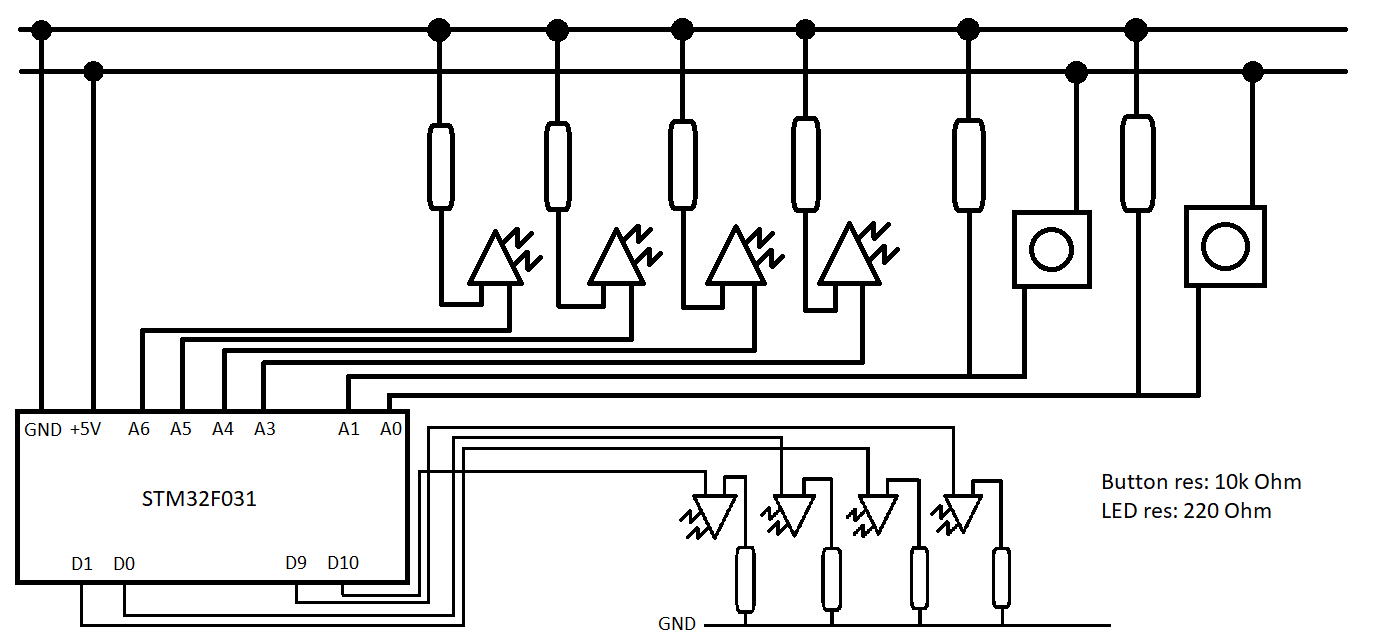 GND +5V A6 A5 A4 A3 A1 A0
STM32F031
D1 D0 D9 D10
Button res: 10k Ohm
LED res: 220 Ohm
GND